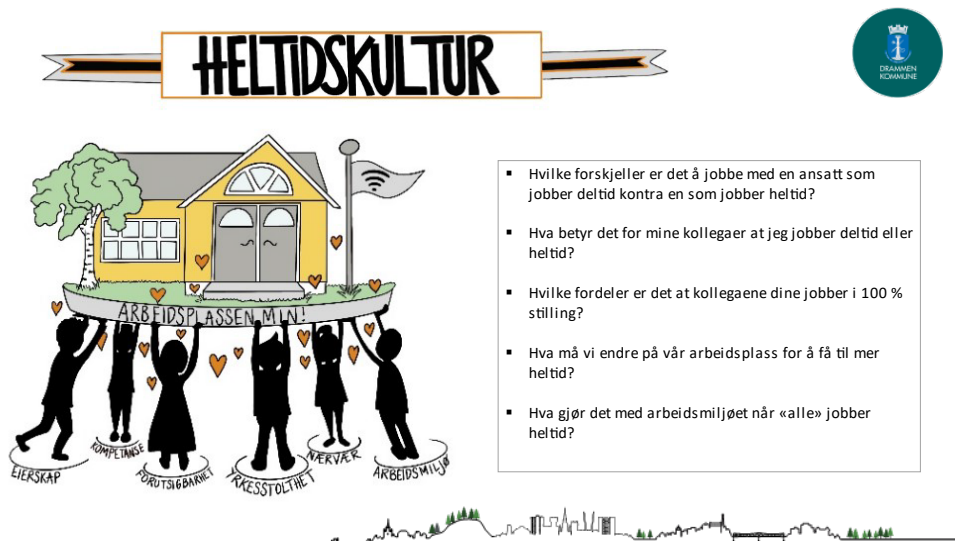 HELTIDSKULTUR
DRAMMEN
KOMMUNE
ARBEIDSPLASSEN MIN!
EIERSKAP
KOMPETANSE
FORUTSIGBARHET
YRKESSTOLTHET
NÆRVÆR
ARBEIDSMILJØ
▪ Hvilke forskjeller er det å jobbe med en ansatt som
jobber deltid kontra en som jobber heltid?
▪ Hva betyr det for mine kollegaer at jeg jobber deltid eller
heltid?
▪ Hvilke fordeler er det at kollegaene dine jobber i 100 %
stilling?
▪ Hva må vi endre på vår arbeidsplass for å få til mer
heltid?
▪ Hva gjør det med arbeidsmiljøet når «alle» jobber
heltid?